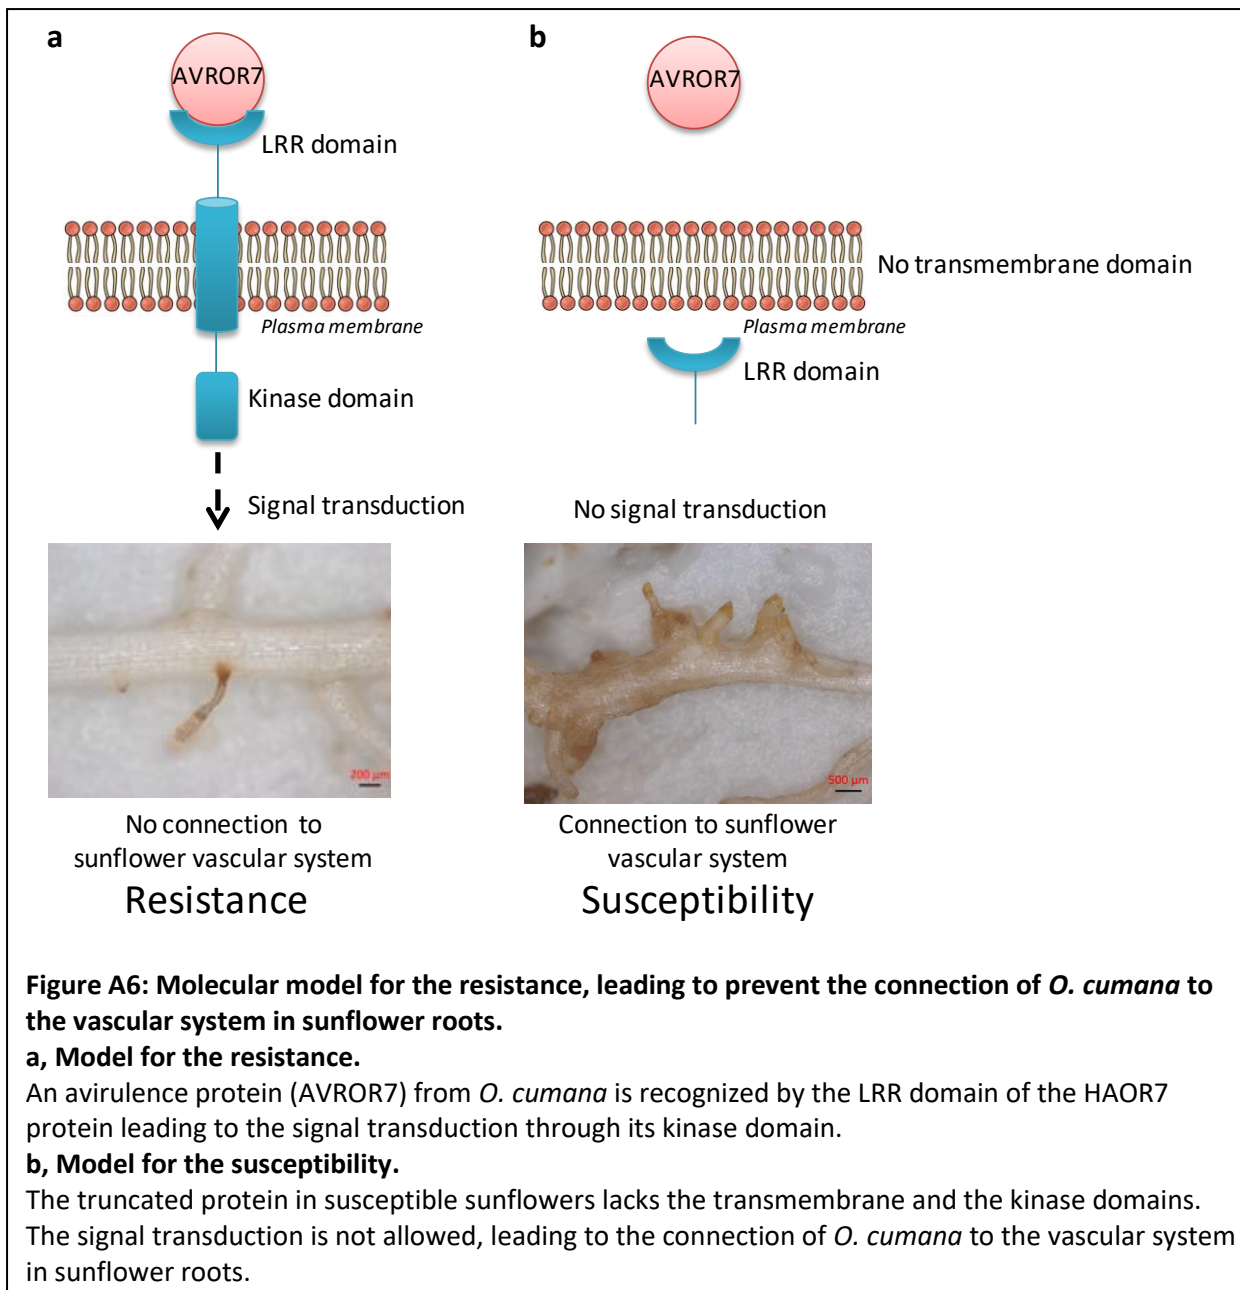 a
AVROR7
LRR domain
Plasma membrane
Kinase domain
Signal transduction
200 µm
No connection to
sunflower vascular system
Resistance
b
AVROR7
No transmembrane domain
Plasma membrane
LRR domain
No signal transduction
500 µm
Connection to sunflower
vascular system
Susceptibility
Figure A6: Molecular model for the resistance, leading to prevent the connection of O. cumana to
the vascular system in sunflower roots.
a, Model for the resistance.
An avirulence protein (AVROR7) from O. cumana is recognized by the LRR domain of the HAOR7
protein leading to the signal transduction through its kinase domain.
b, Model for the susceptibility.
The truncated protein in susceptible sunflowers lacks the transmembrane and the kinase domains.
The signal transduction is not allowed, leading to the connection of O. cumana to the vascular system
in sunflower roots.